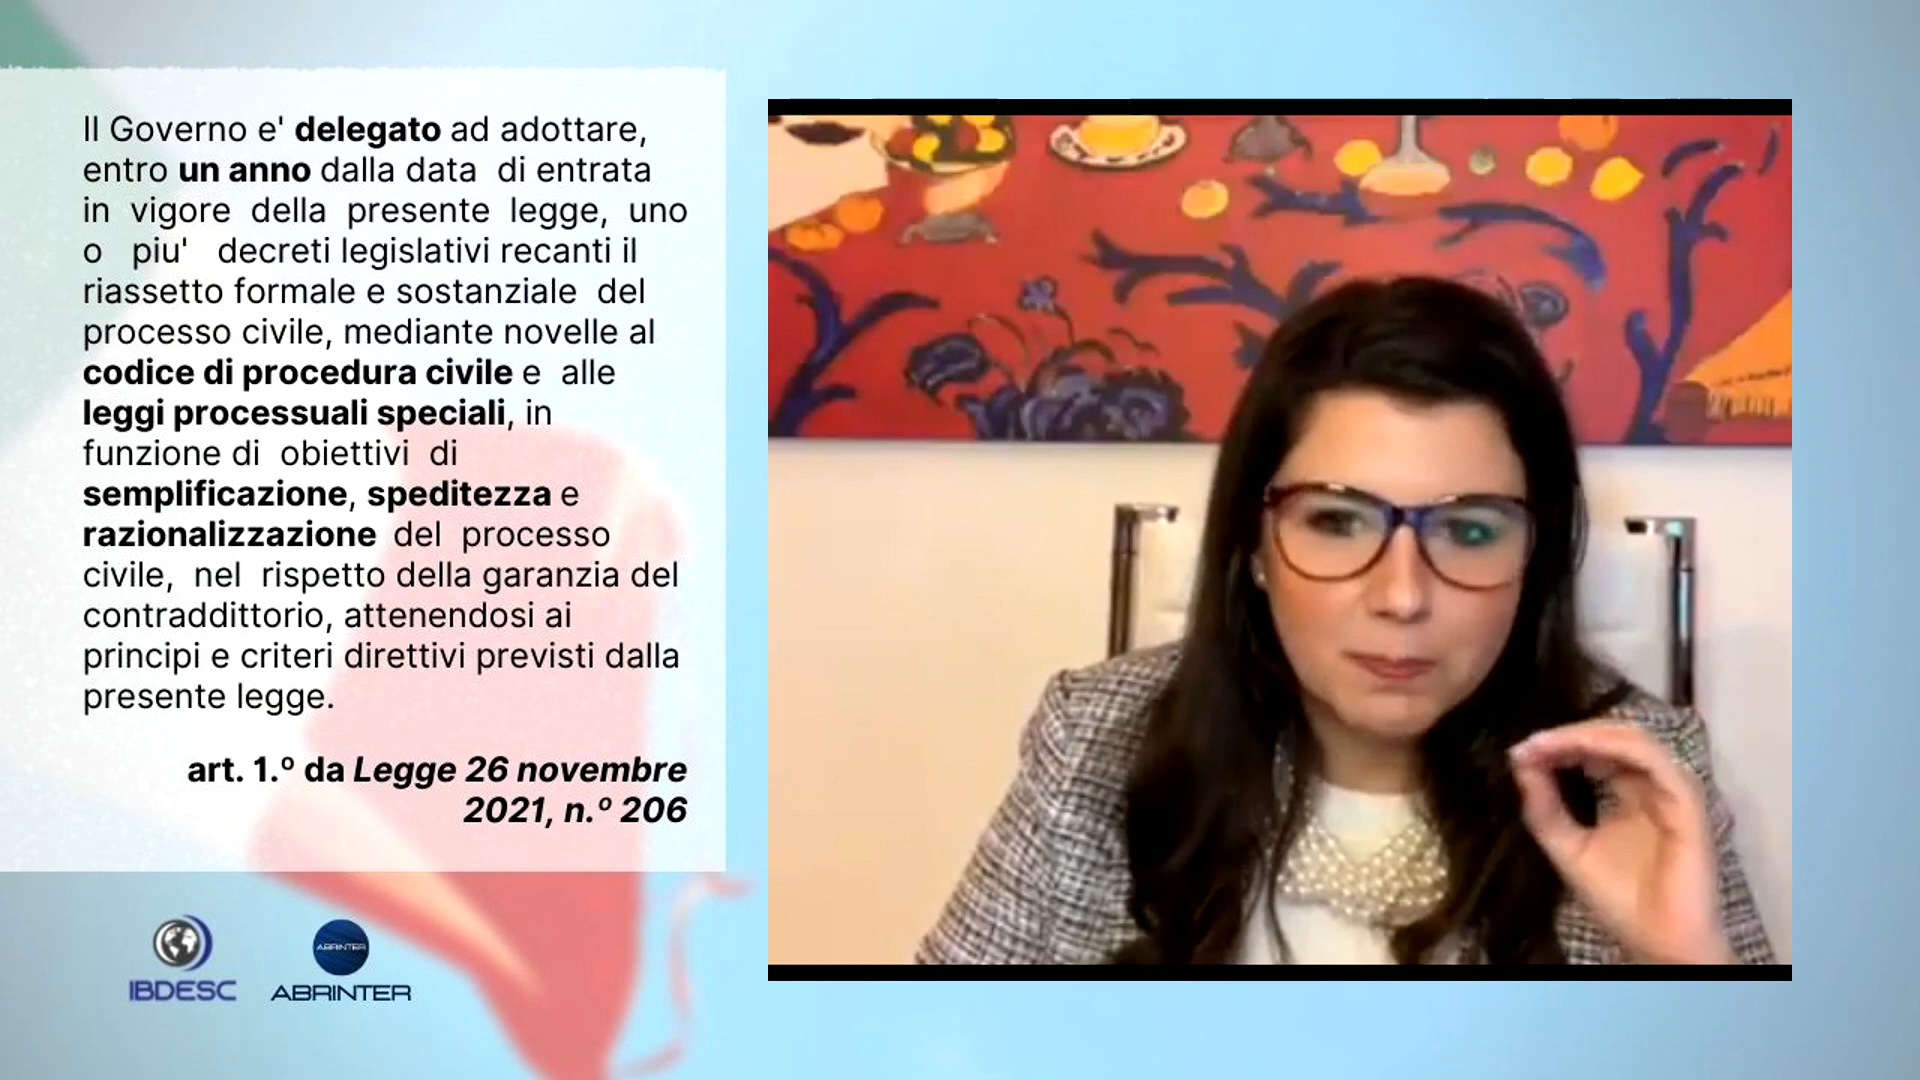 Il Governo e' delegato ad adottare,
entro un anno dalla data di entrata
in vigore della presente legge, uno
o piu' decreti legislativi recanti il
riassetto formale e sostanziale del
processo civile, mediante novelle al
codice di procedura civile e alle
leggi processuali speciali, in
funzione di obiettivi di
semplificazione, speditezza e
razionalizzazione del processo
civile, nel rispetto della garanzia del
contraddittorio, attenendosi ai
principi e criteri direttivi previsti dalla
presente legge.
art. 1.º da Legge 26 novembre
2021, n.º 206
IBDESC
ABRINTER
ABRINTER